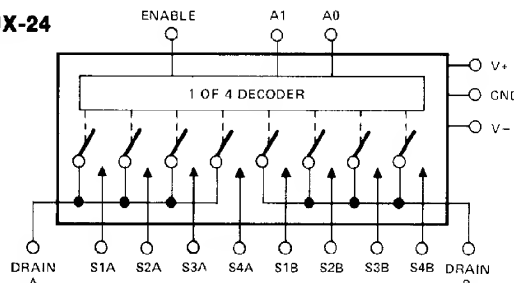 UX-24
ENABLE A1 A0
V+
1 OF 4 DECODER
GND
V–
DRAIN S1A S2A S3A S4A S1B S2B S3B S4B DRAIN